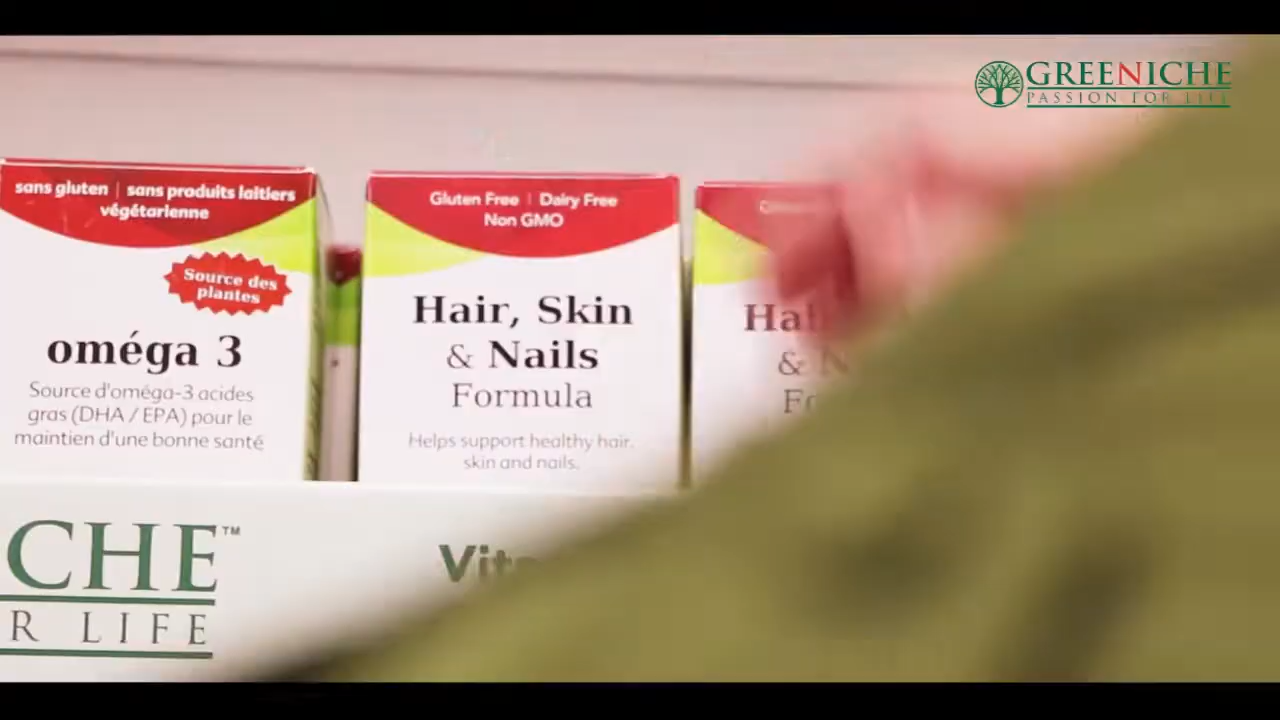 GREENICHE
PASSION FOR LIFE
sans gluten | sans produits laitiers
végétarienne
Source des
plantes
oméga 3
Source d'oméga-3 acides
gras (DHA / EPA) pour le
maintien d'une bonne santé
Gluten Free | Dairy Free
Non GMO
Hair, Skin
& Nails
Formula
Helps support healthy hair,
skin and nails.
&
CHE™
R LIFE